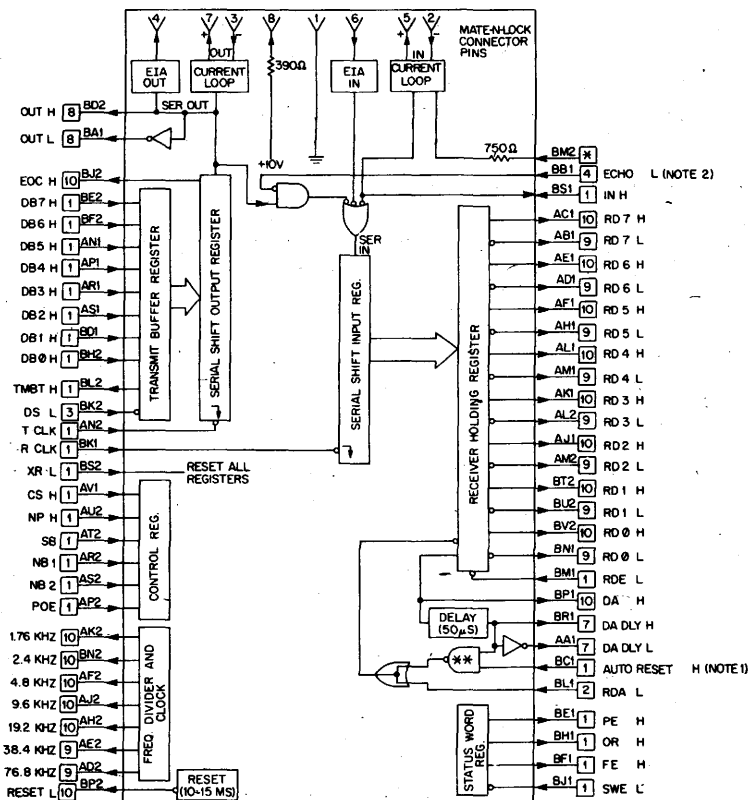 4 7 3 8 1 6 5 2
+ - + -
MATE-N-LOCK
CONNECTOR
PINS
OUT
IN
390Ω
EIA
OUT
CURRENT
LOOP
EIA
IN
CURRENT
LOOP
OUT H 8 BD2
SER OUT
OUT L 8 BA1
+10V
750Ω
BM2 *
BB1 4 ECHO L (NOTE 2)
BS1 1 IN H
SER
IN
EOC H 10 BJ2
DB7 H 1 BE2
DB6 H 1 BF2
DB5 H 1 AN1
DB4 H 1 AP1
DB3 H 1 AR1
DB2 H 1 AS1
DB1 H 1 BD1
DBØ H 1 BH2
TMBT H 1 BL2
DS L 3 BK2
T CLK 1 AN2
R CLK 1 BK1
XR L 1 BS2
RESET ALL
REGISTERS
TRANSMIT BUFFER REGISTER
SERIAL SHIFT OUTPUT REGISTER
SERIAL SHIFT INPUT REG.
RECEIVER HOLDING REGISTER
AC1 10 RD 7 H
AB1 9 RD 7 L
AE1 10 RD 6 H
AD1 9 RD 6 L
AF1 10 RD 5 H
AH1 9 RD 5 L
AL1 10 RD 4 H
AM1 9 RD 4 L
AK1 10 RD 3 H
AL2 9 RD 3 L
AJ1 10 RD 2 H
AM2 9 RD 2 L
BT2 10 RD 1 H
BU2 9 RD 1 L
BV2 10 RD Ø H
BN1 9 RD Ø L
BM1 1 RDE L
BP1 10 DA H
BR1 7 DA DLY H
AA1 7 DA DLY L
BC1 1 AUTO RESET H (NOTE 1)
BL1 2 RDA L
DELAY
(50µS)
**
CS H 1 AV1
NP H 1 AU2
SB 1 AT2
NB 1 1 AR2
NB 2 1 AS2
POE 1 AP2
CONTROL REG.
1.76 KHZ 10 AK2
2.4 KHZ 10 BN2
4.8 KHZ 10 AF2
9.6 KHZ 10 AJ2
19.2 KHZ 10 AH2
38.4 KHZ 9 AE2
76.8 KHZ 9 AD2
RESET L 10 BP2
FREQ. DIVIDER AND
CLOCK
RESET
(10-15 MS)
STATUS WORD
REG.
BE1 1 PE H
BH1 1 OR H
BF1 1 FE H
BJ1 1 SWE L